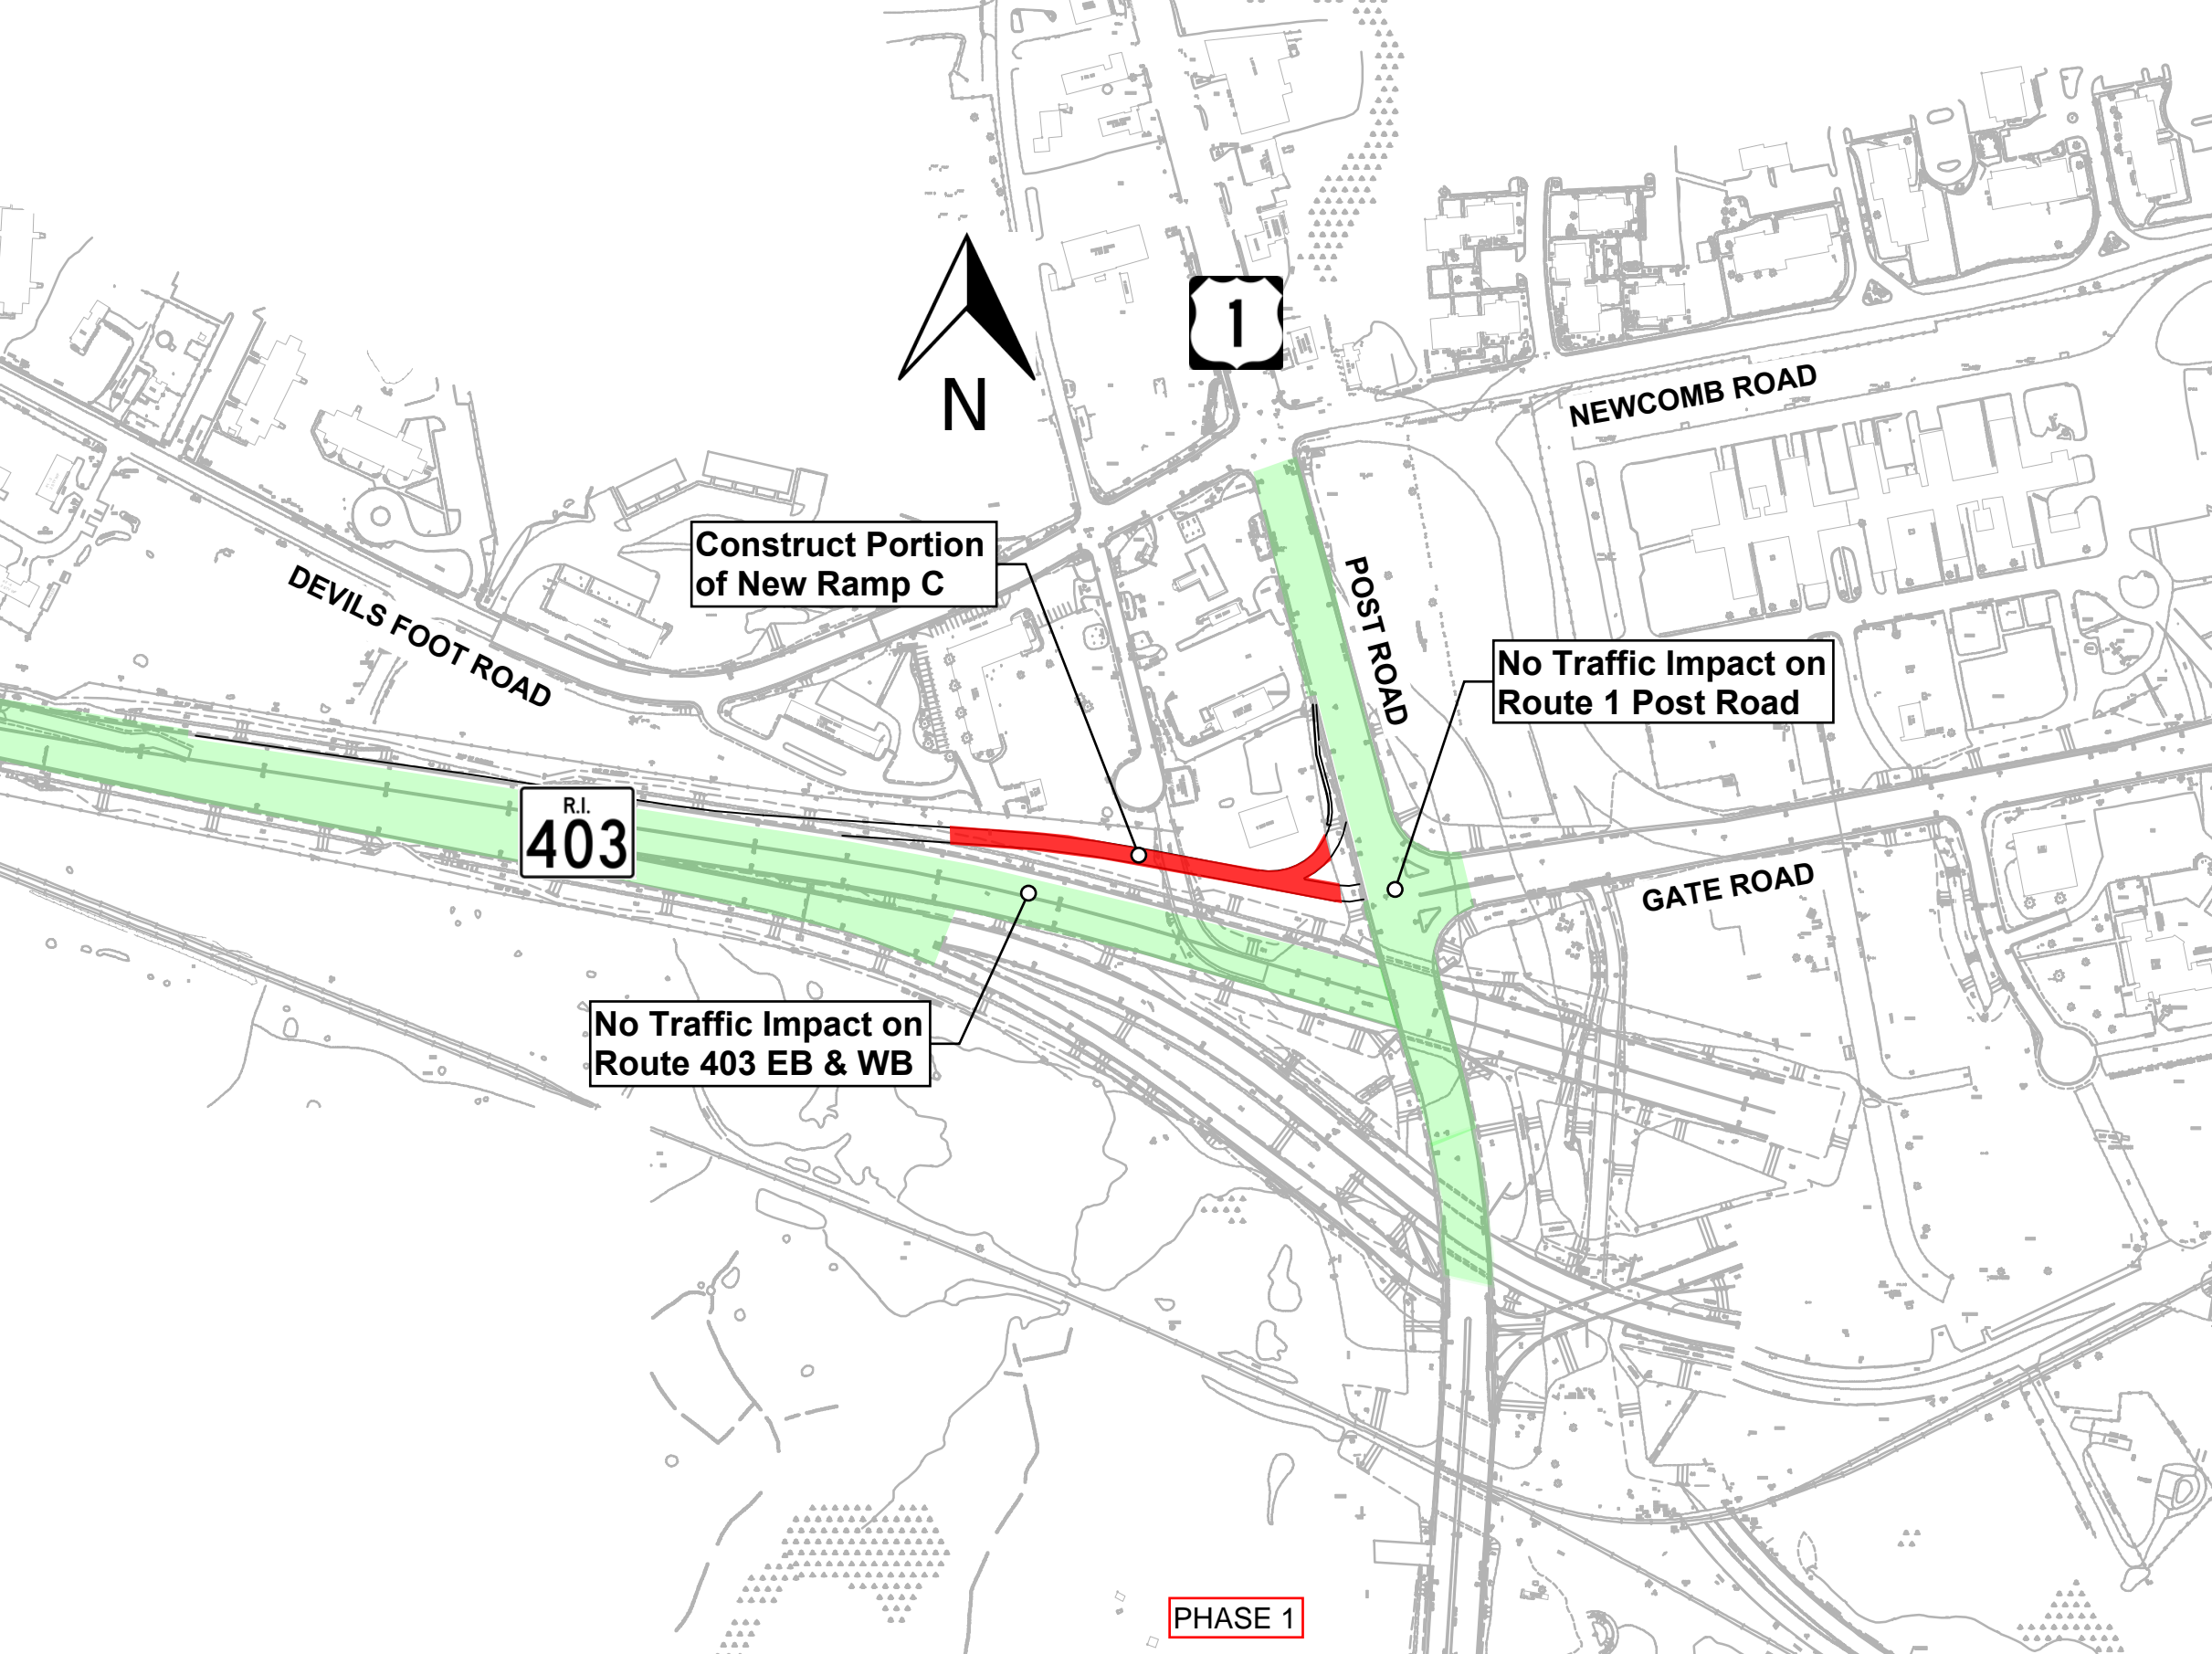 1
NEWCOMB ROAD
N
Construct Portion
of New Ramp C
DEVILS FOOT ROAD
POST ROAD
No Traffic Impact on
Route 1 Post Road
R.I.
403
GATE ROAD
No Traffic Impact on
Route 403 EB & WB
PHASE 1